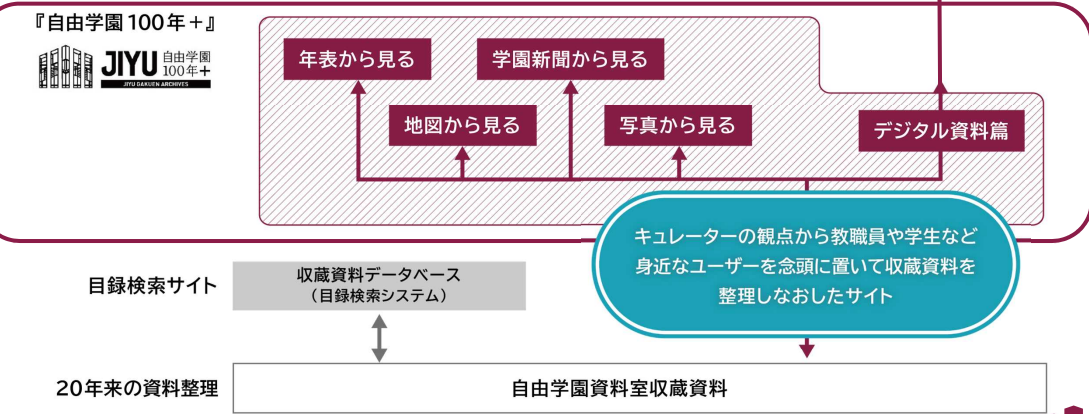 『自由学園100年+』
JIYU 自由学園
100年+
JIYU GAKUEN ARCHIVES
年表から見る
学園新聞から見る
地図から見る
写真から見る
デジタル資料篇
キュレーターの観点から教職員や学生など
身近なユーザーを念頭に置いて収蔵資料を
整理しなおしたサイト
目録検索サイト
収蔵資料データベース
（目録検索システム）
20年来の資料整理
自由学園資料室収蔵資料